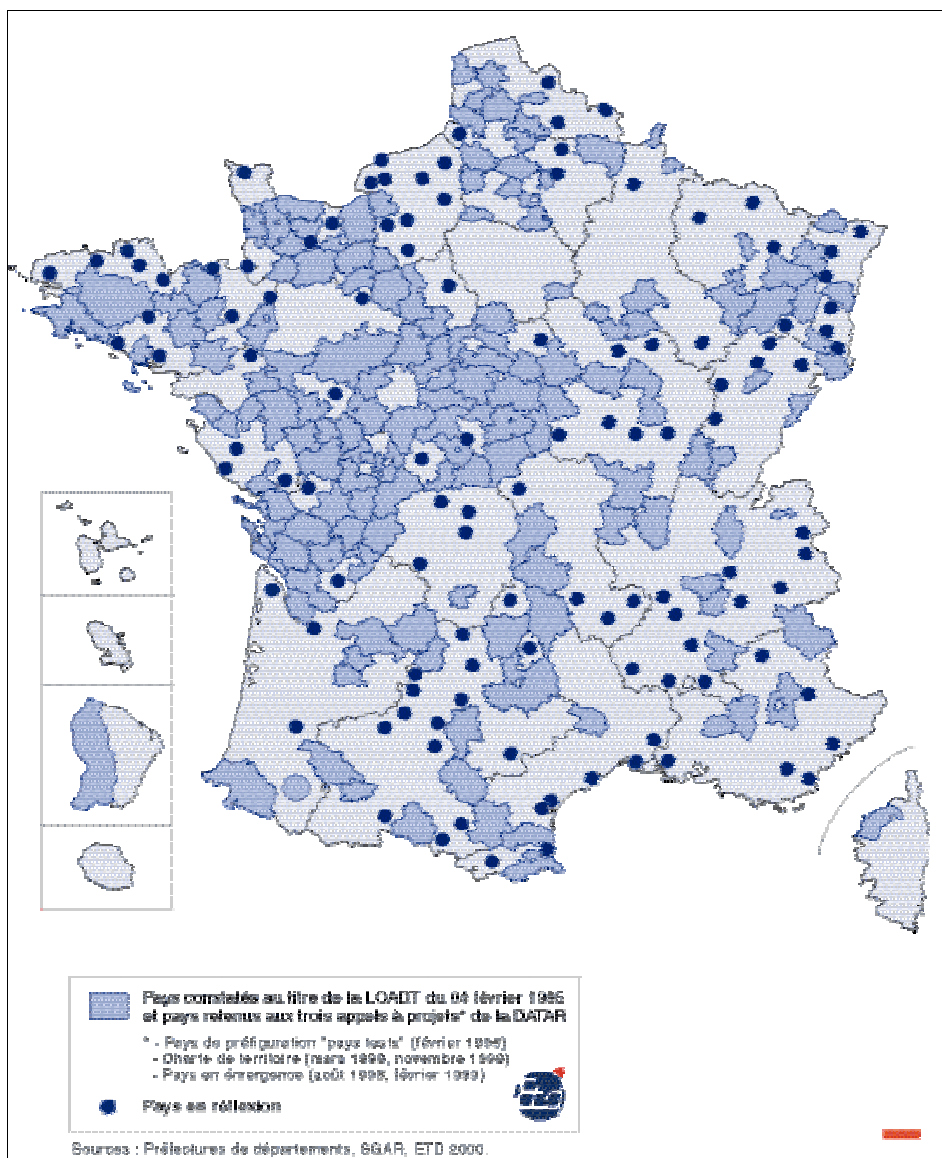 Pays constatés au titre de la LOADT du 04 février 1995
et pays retenus aux trois appels à projets* de la DATAR
* - Pays de préfiguration "pays tests" (février 1996)
- Charte de territoire (mars 1998, novembre 1998)
- Pays en émergence (août 1998, février 1999)
Pays en réflexion
Sources : Préfectures de départements, SGAR, ETD 2000.